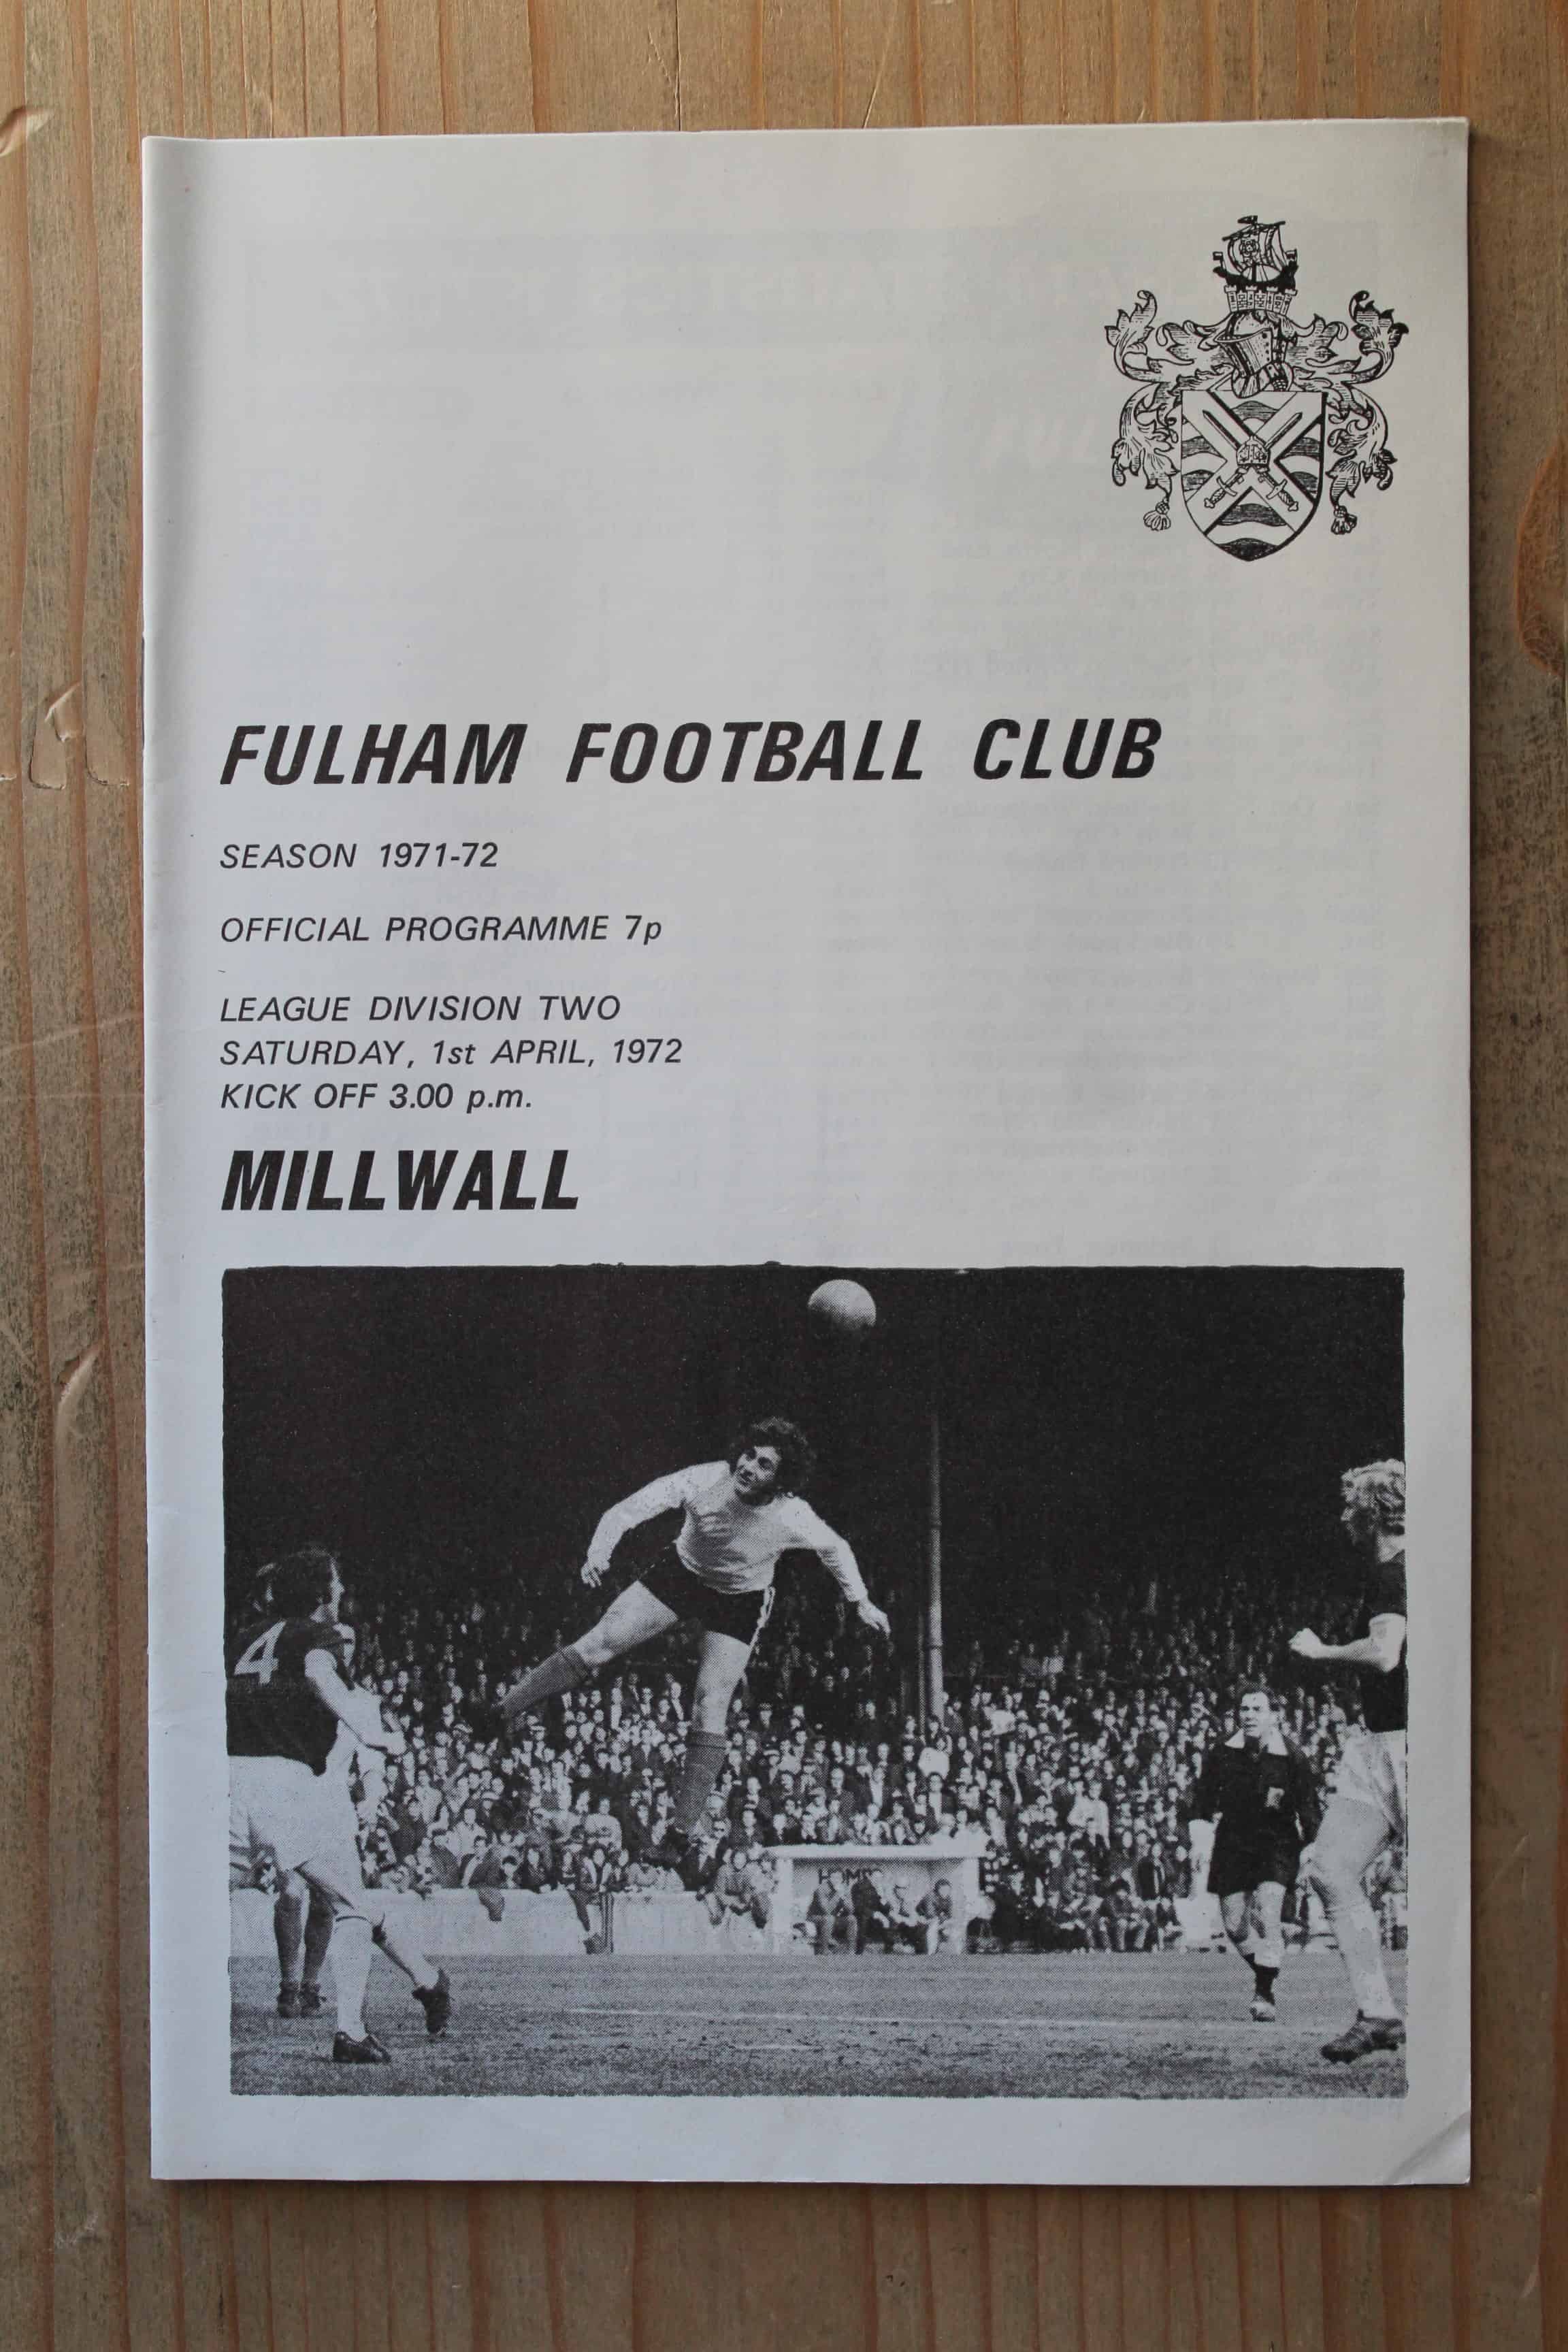 FULHAM FOOTBALL CLUB
SEASON 1971-72
OFFICIAL PROGRAMME 7p
LEAGUE DIVISION TWO
SATURDAY, 1st APRIL, 1972
KICK OFF 3.00 p.m.
MILLWALL
4